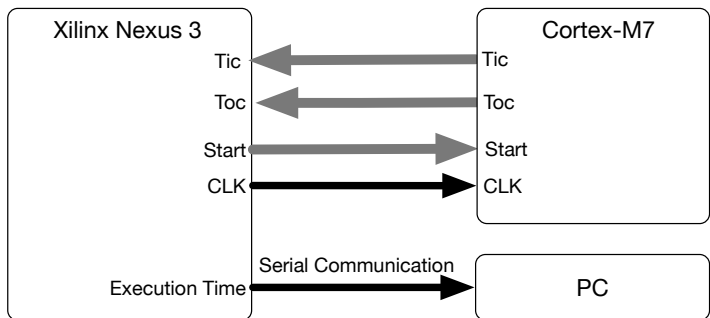 Xilinx Nexus 3
Cortex-M7
Tic
Tic
Toc
Toc
Start
Start
CLK
CLK
Serial Communication
Execution Time
PC